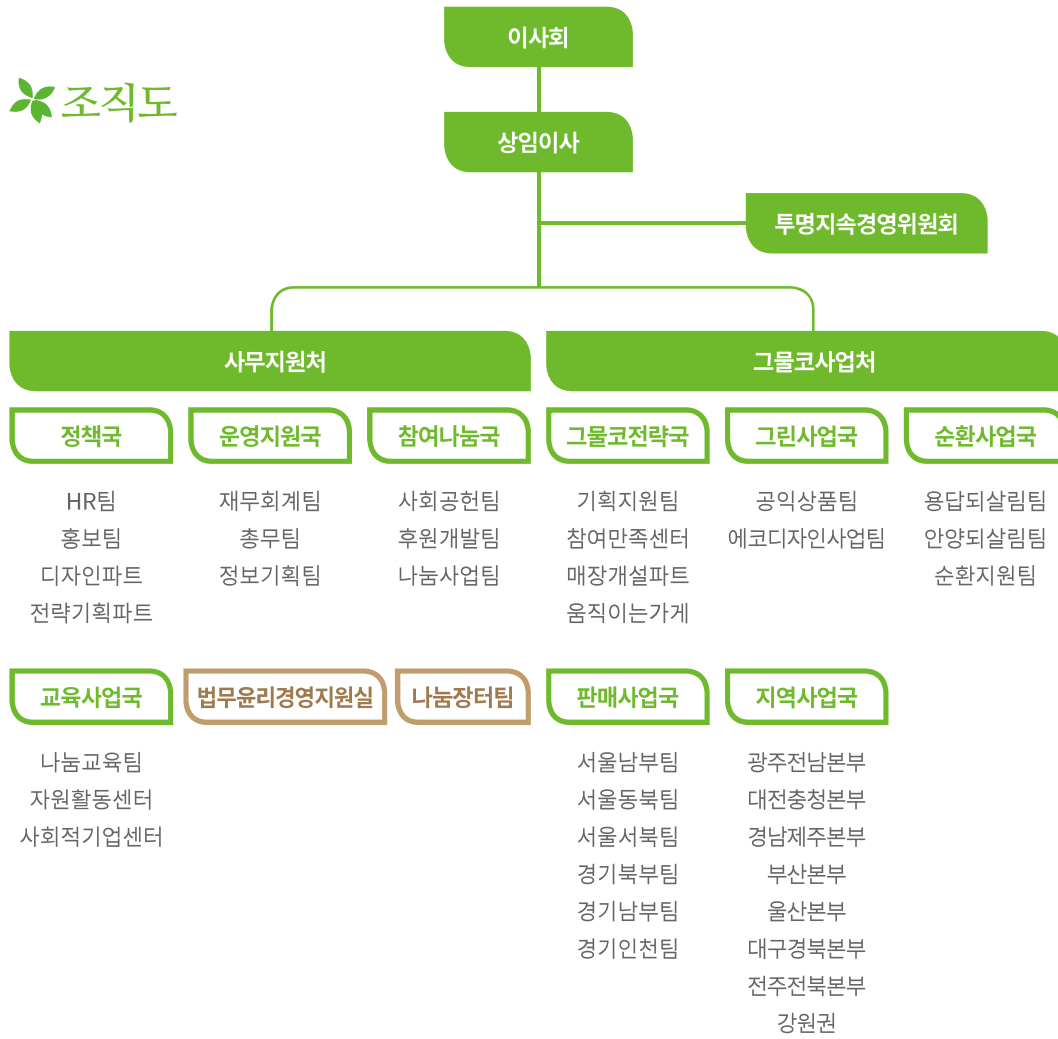 이사회
조직도
상임이사
투명지속경영위원회
사무지원처
그물코사업처
정책국
운영지원국
참여나눔국
그물코전략국
그린사업국
순환사업국
HR팀
홍보팀
디자인파트
전략기획파트
재무회계팀
총무팀
정보기획팀
사회공헌팀
후원개발팀
나눔사업팀
기획지원팀
참여만족센터
매장개설파트
움직이는가게
공익상품팀
에코디자인사업팀
용답되살림팀
안양되살림팀
순환지원팀
교육사업국
법무윤리경영지원실
나눔장터팀
판매사업국
지역사업국
나눔교육팀
자원활동센터
사회적기업센터
서울남부팀
서울동북팀
서울서북팀
경기북부팀
경기남부팀
경기인천팀
광주전남본부
대전충청본부
경남제주본부
부산본부
울산본부
대구경북본부
전주전북본부
강원권